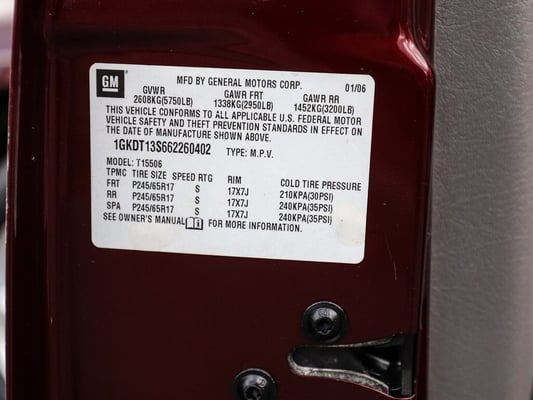 GM
MFD BY GENERAL MOTORS CORP. 01/06
GVWR GAWR FRT GAWR RR
2608KG(5750LB) 1338KG(2950LB) 1452KG(3200LB)
THIS VEHICLE CONFORMS TO ALL APPLICABLE U.S. FEDERAL MOTOR
VEHICLE SAFETY AND THEFT PREVENTION STANDARDS IN EFFECT ON
THE DATE OF MANUFACTURE SHOWN ABOVE.
1GKDT13S662260402 TYPE: M.P.V.
MODEL: T15506
TPMC TIRE SIZE SPEED RTG RIM COLD TIRE PRESSURE
FRT P245/65R17 S 17X7J 210KPA(30PSI)
RR P245/65R17 S 17X7J 240KPA(35PSI)
SPA P245/65R17 S 17X7J 240KPA(35PSI)
SEE OWNER'S MANUAL FOR MORE INFORMATION.